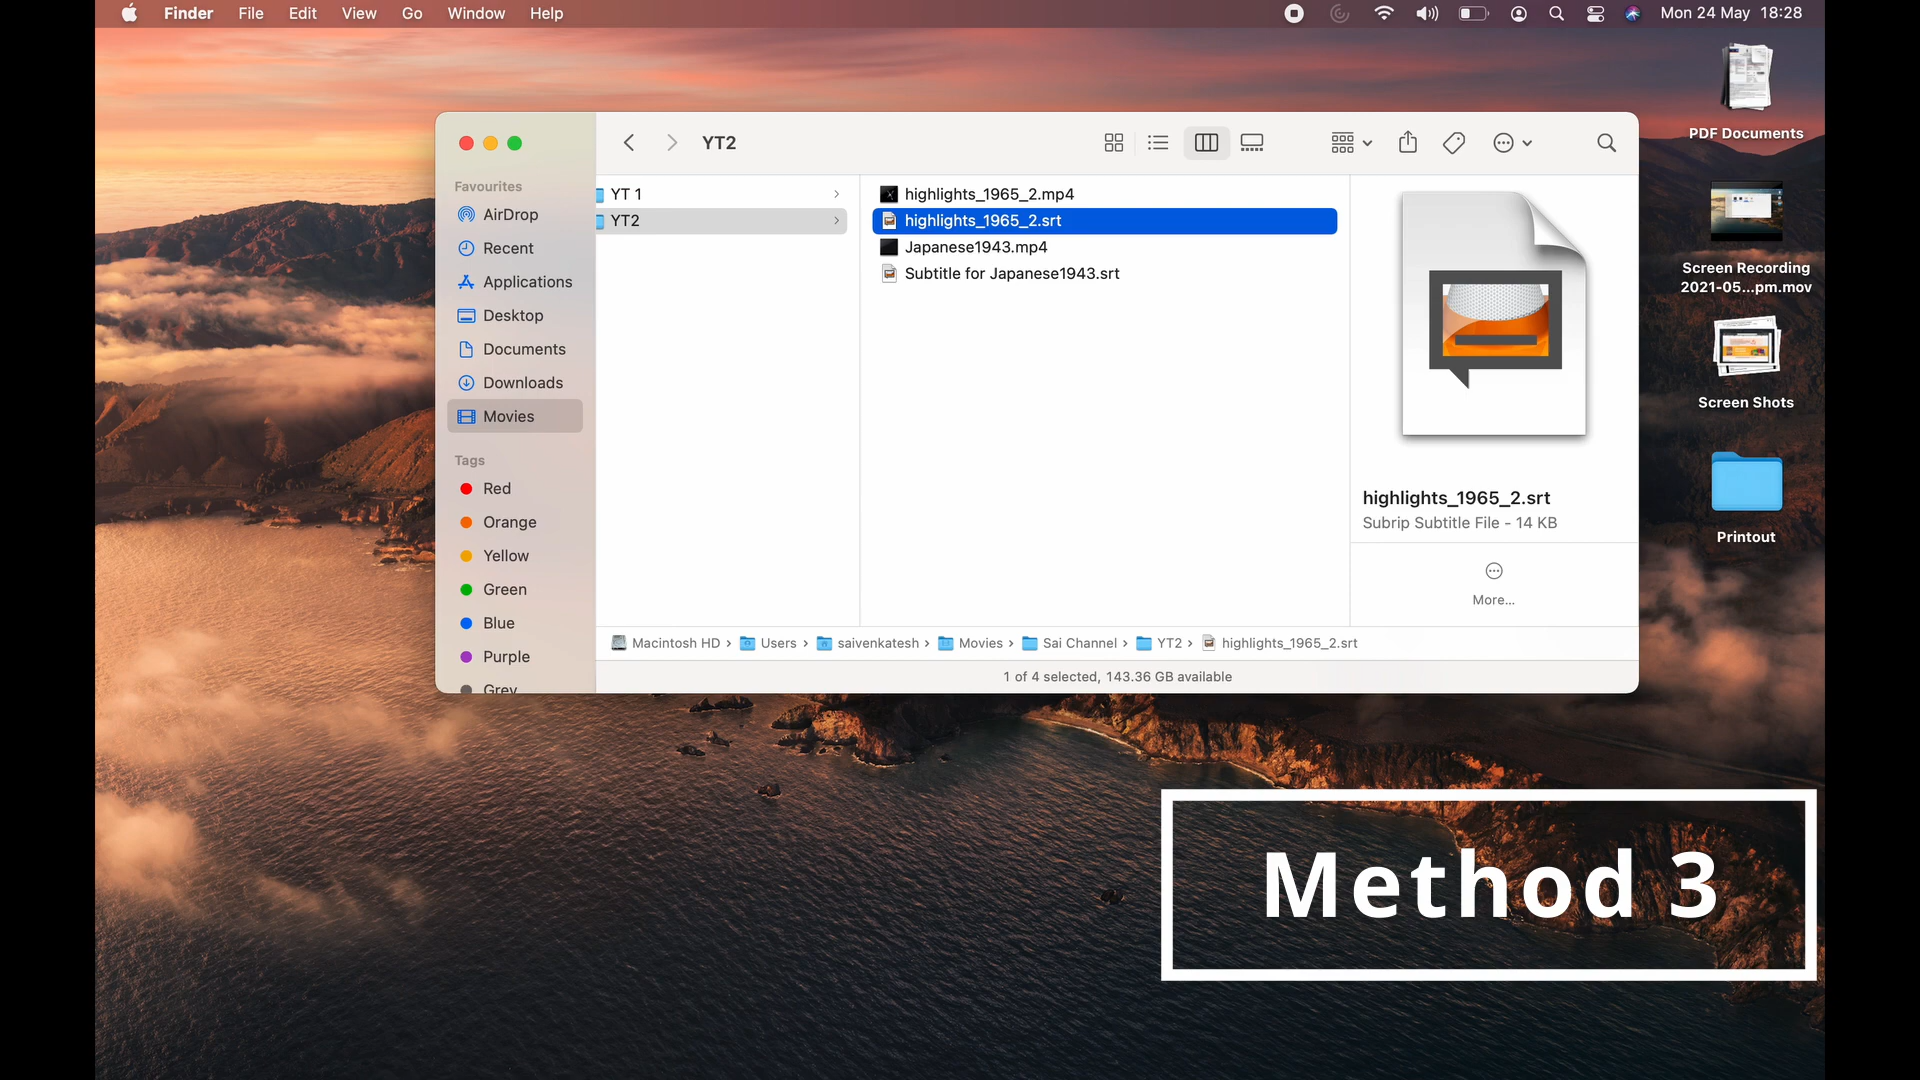 Finder File Edit View Go Window Help Mon 24 May 18:28
YT2
Favourites
AirDrop
Recent
Applications
Desktop
Documents
Downloads
Movies
Tags
Red
Orange
Yellow
Green
Blue
Purple
Grey
YT 1
YT2
highlights_1965_2.mp4
highlights_1965_2.srt
Japanese1943.mp4
Subtitle for Japanese1943.srt
highlights_1965_2.srt
Subrip Subtitle File - 14 KB
More...
Macintosh HD › Users › saivenkatesh › Movies › Sai Channel › YT2 › highlights_1965_2.srt
1 of 4 selected, 143.36 GB available
PDF Documents
Screen Recording
2021-05...pm.mov
Screen Shots
Printout
Method 3